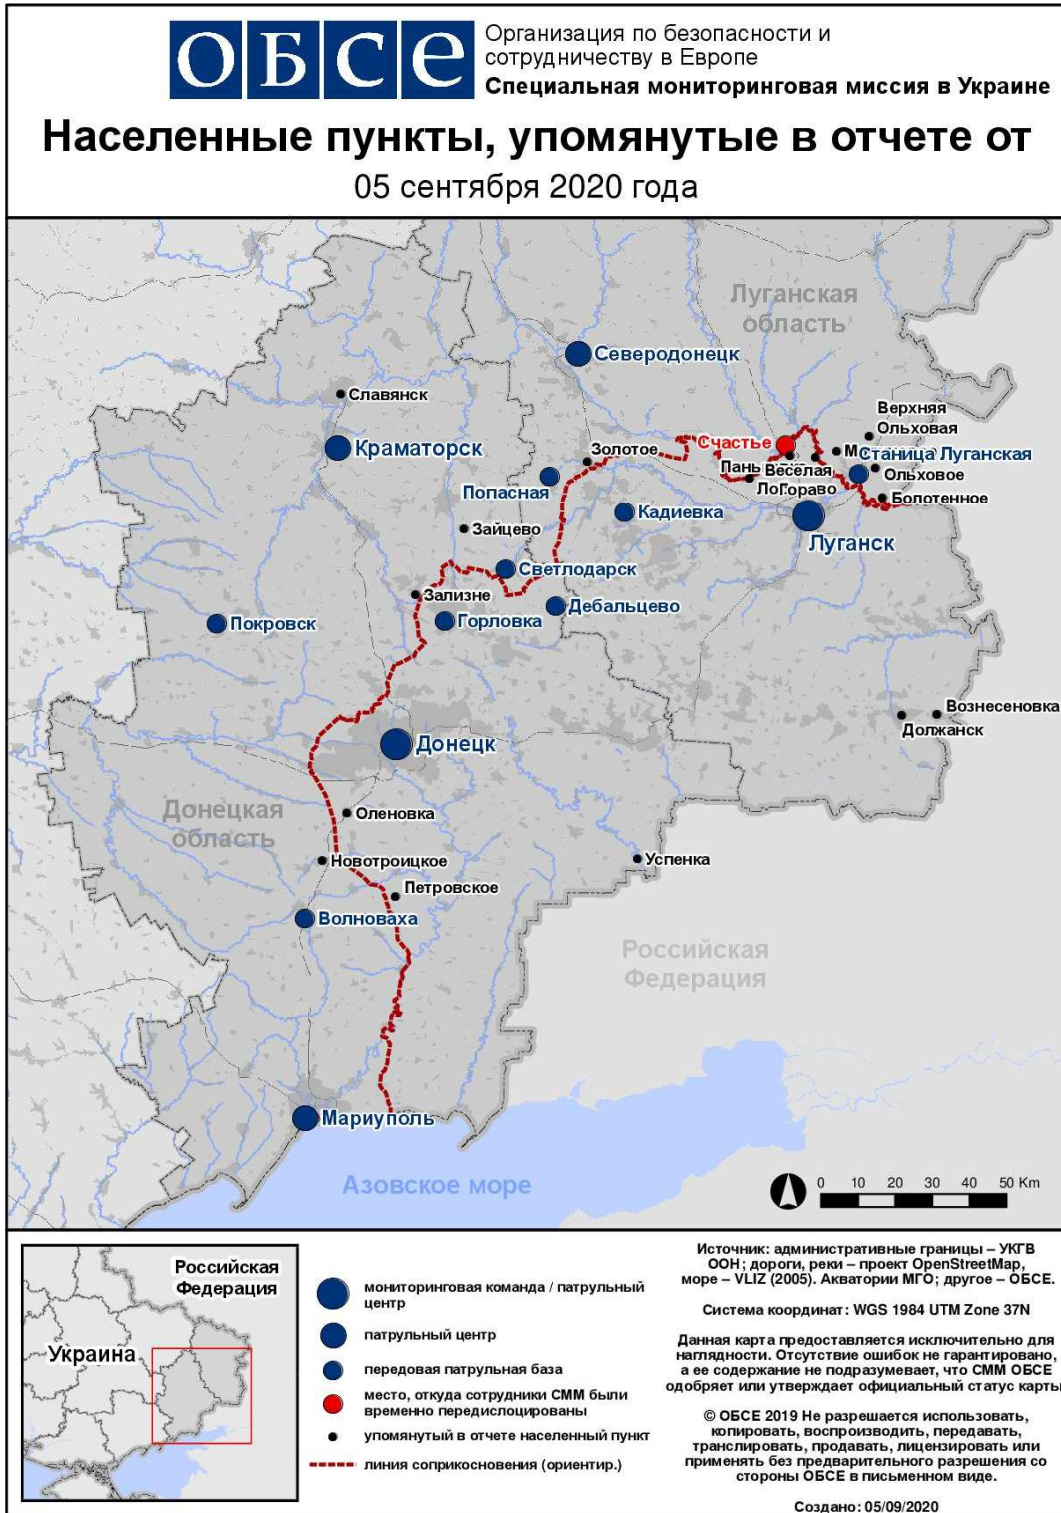 ОБСЕ
Организация по безопасности и
сотрудничеству в Европе
Специальная мониторинговая миссия в Украине
Населенные пункты, упомянутые в отчете от
05 сентября 2020 года
Луганская
область
Северодонецк
Славянск
Верхняя
Ольховая
Краматорск
Золотое
Счастье
Станица Луганская
Веселая
Ольховое
Попасная
Болотенное
Кадиевка
Зайцево
Луганск
Светлодарск
Зализне
Дебальцево
Покровск
Горловка
Вознесеновка
Должанск
Донецк
Донецкая
область
Оленовка
Новотроицкое
Успенка
Петровское
Волноваха
Российская
Федерация
Мариуполь
Азовское море
0 10 20 30 40 50 Km
Российская
Федерация
Украина
мониторинговая команда / патрульный
центр
патрульный центр
передовая патрульная база
место, откуда сотрудники СММ были
временно передислоцированы
упомянутый в отчете населенный пункт
линия соприкосновения (ориентир.)
Источник: административные границы – УКГВ
ООН; дороги, реки – проект OpenStreetMap,
море – VLIZ (2005). Акватории МГО; другое – ОБСЕ.
Система координат: WGS 1984 UTM Zone 37N
Данная карта предоставляется исключительно для
наглядности. Отсутствие ошибок не гарантировано,
а ее содержание не подразумевает, что СММ ОБСЕ
одобряет или утверждает официальный статус карты.
© ОБСЕ 2019 Не разрешается использовать,
копировать, воспроизводить, передавать,
транслировать, продавать, лицензировать или
применять без предварительного разрешения со
стороны ОБСЕ в письменном виде.
Создано: 05/09/2020